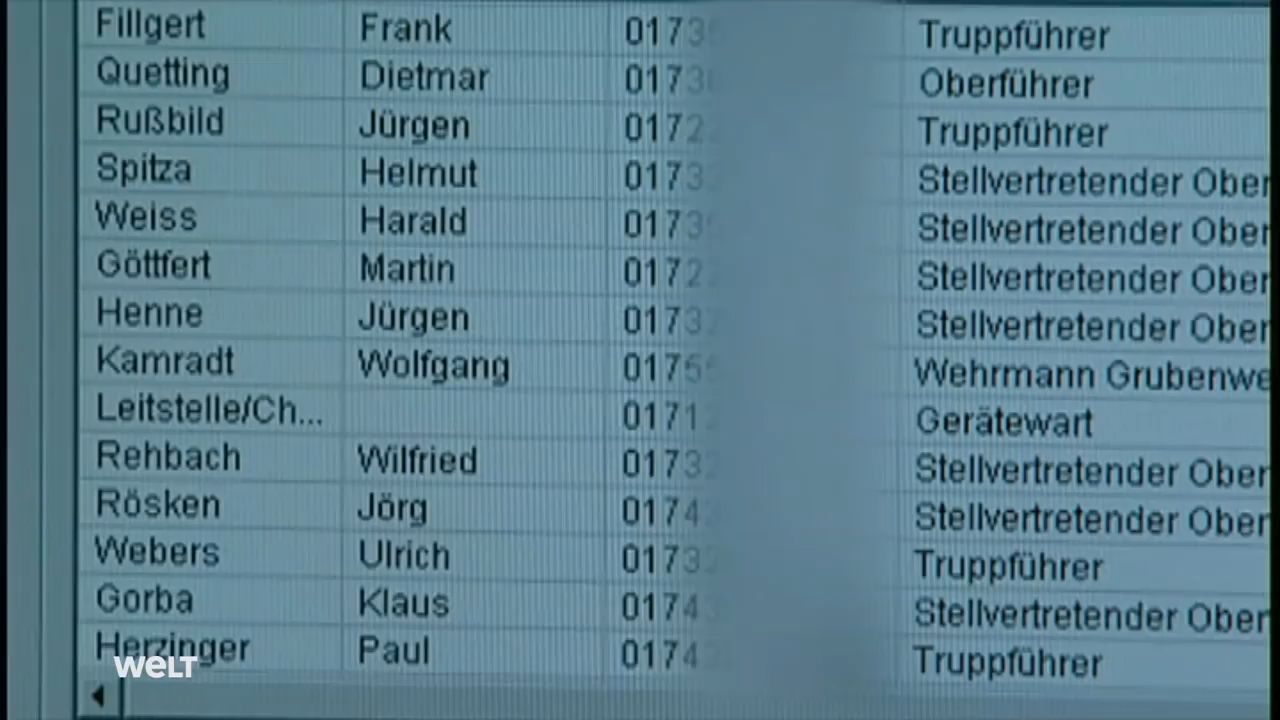 Fillgert Frank 0173 Truppführer
Quetting Dietmar 0173 Oberführer
Rußbild Jürgen 0172 Truppführer
Spitza Helmut 0173 Stellvertretender Ober
Weiss Harald 0173 Stellvertretender Ober
Göttfert Martin 0172 Stellvertretender Ober
Henne Jürgen 0173 Stellvertretender Ober
Kamradt Wolfgang 0175 Wehrmann Grubenwe
Leitstelle/Ch... 0171 Gerätewart
Rehbach Wilfried 0173 Stellvertretender Ober
Rösken Jörg 0174 Stellvertretender Ober
Webers Ulrich 0173 Truppführer
Gorba Klaus 0174 Stellvertretender Ober
Herzinger Paul 0174 Truppführer
welt